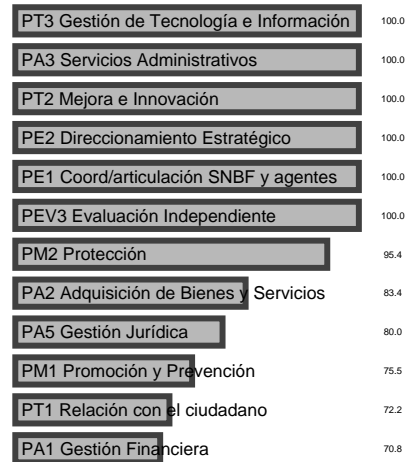 PT3 Gestión de Tecnología e Información 100.0
PA3 Servicios Administrativos 100.0
PT2 Mejora e Innovación 100.0
PE2 Direccionamiento Estratégico 100.0
PE1 Coord/articulación SNBF y agentes 100.0
PEV3 Evaluación Independiente 100.0
PM2 Protección 95.4
PA2 Adquisición de Bienes y Servicios 83.4
PA5 Gestión Jurídica 80.0
PM1 Promoción y Prevención 75.5
PT1 Relación con el ciudadano 72.2
PA1 Gestión Financiera 70.8